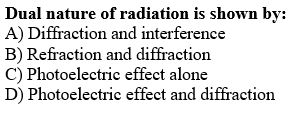 Dual nature of radiation is shown by:
A) Diffraction and interference
B) Refraction and diffraction
C) Photoelectric effect alone
D) Photoelectric effect and diffraction